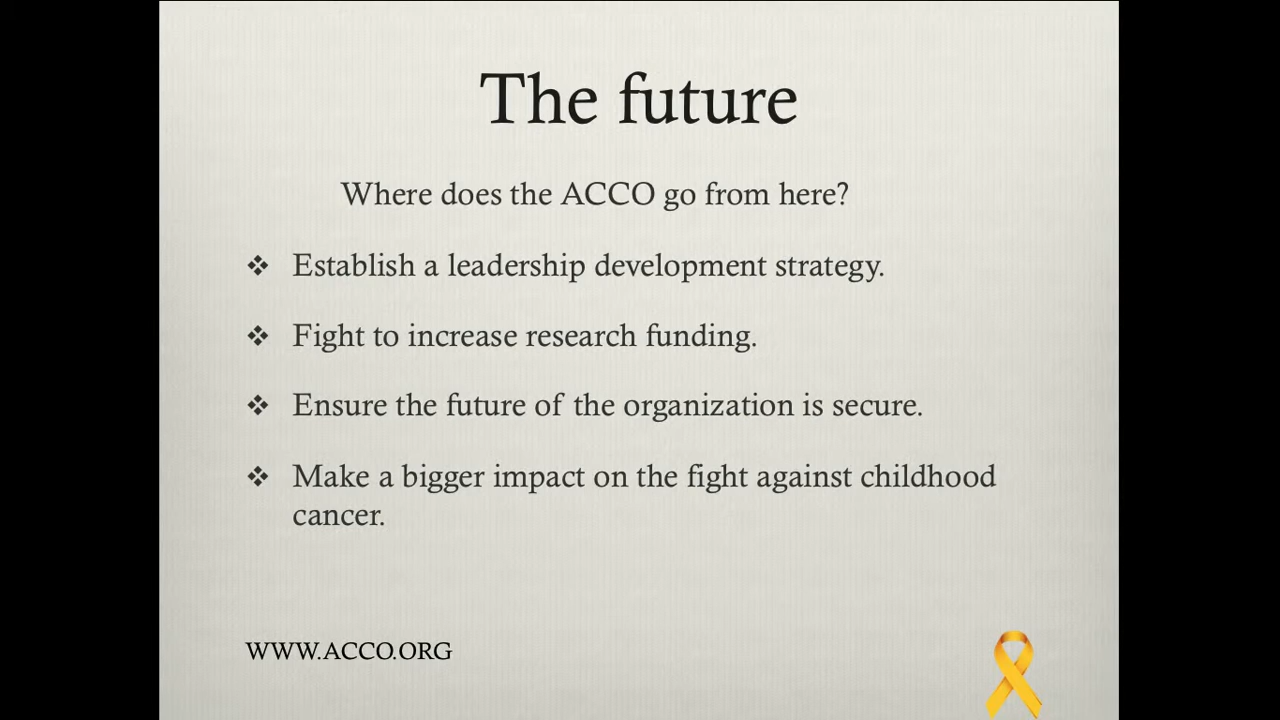 The future
Where does the ACCO go from here?
❖ Establish a leadership development strategy.
❖ Fight to increase research funding.
❖ Ensure the future of the organization is secure.
❖ Make a bigger impact on the fight against childhood
cancer.
WWW.ACCO.ORG